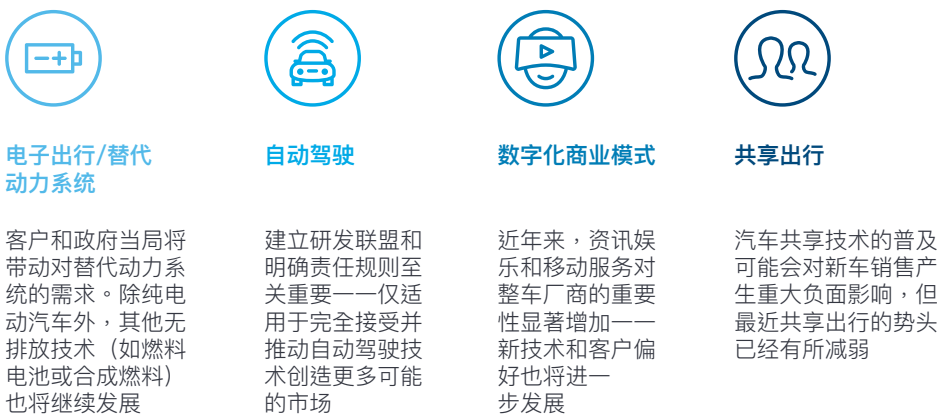 电子出行/替代
动力系统
客户和政府当局将
带动对替代动力系
统的需求。除纯电
动汽车外，其他无
排放技术（如燃料
电池或合成燃料）
也将继续发展
自动驾驶
建立研发联盟和
明确责任规则至
关重要一一仅适
用于完全接受并
推动自动驾驶技
术创造更多可能
的市场
数字化商业模式
近年来，资讯娱
乐和移动服务对
整车厂商的重要
性显著增加一一
新技术和客户偏
好也将进一
步发展
共享出行
汽车共享技术的普及
可能会对新车销售产
生重大负面影响，但
最近共享出行的势头
已经有所减弱